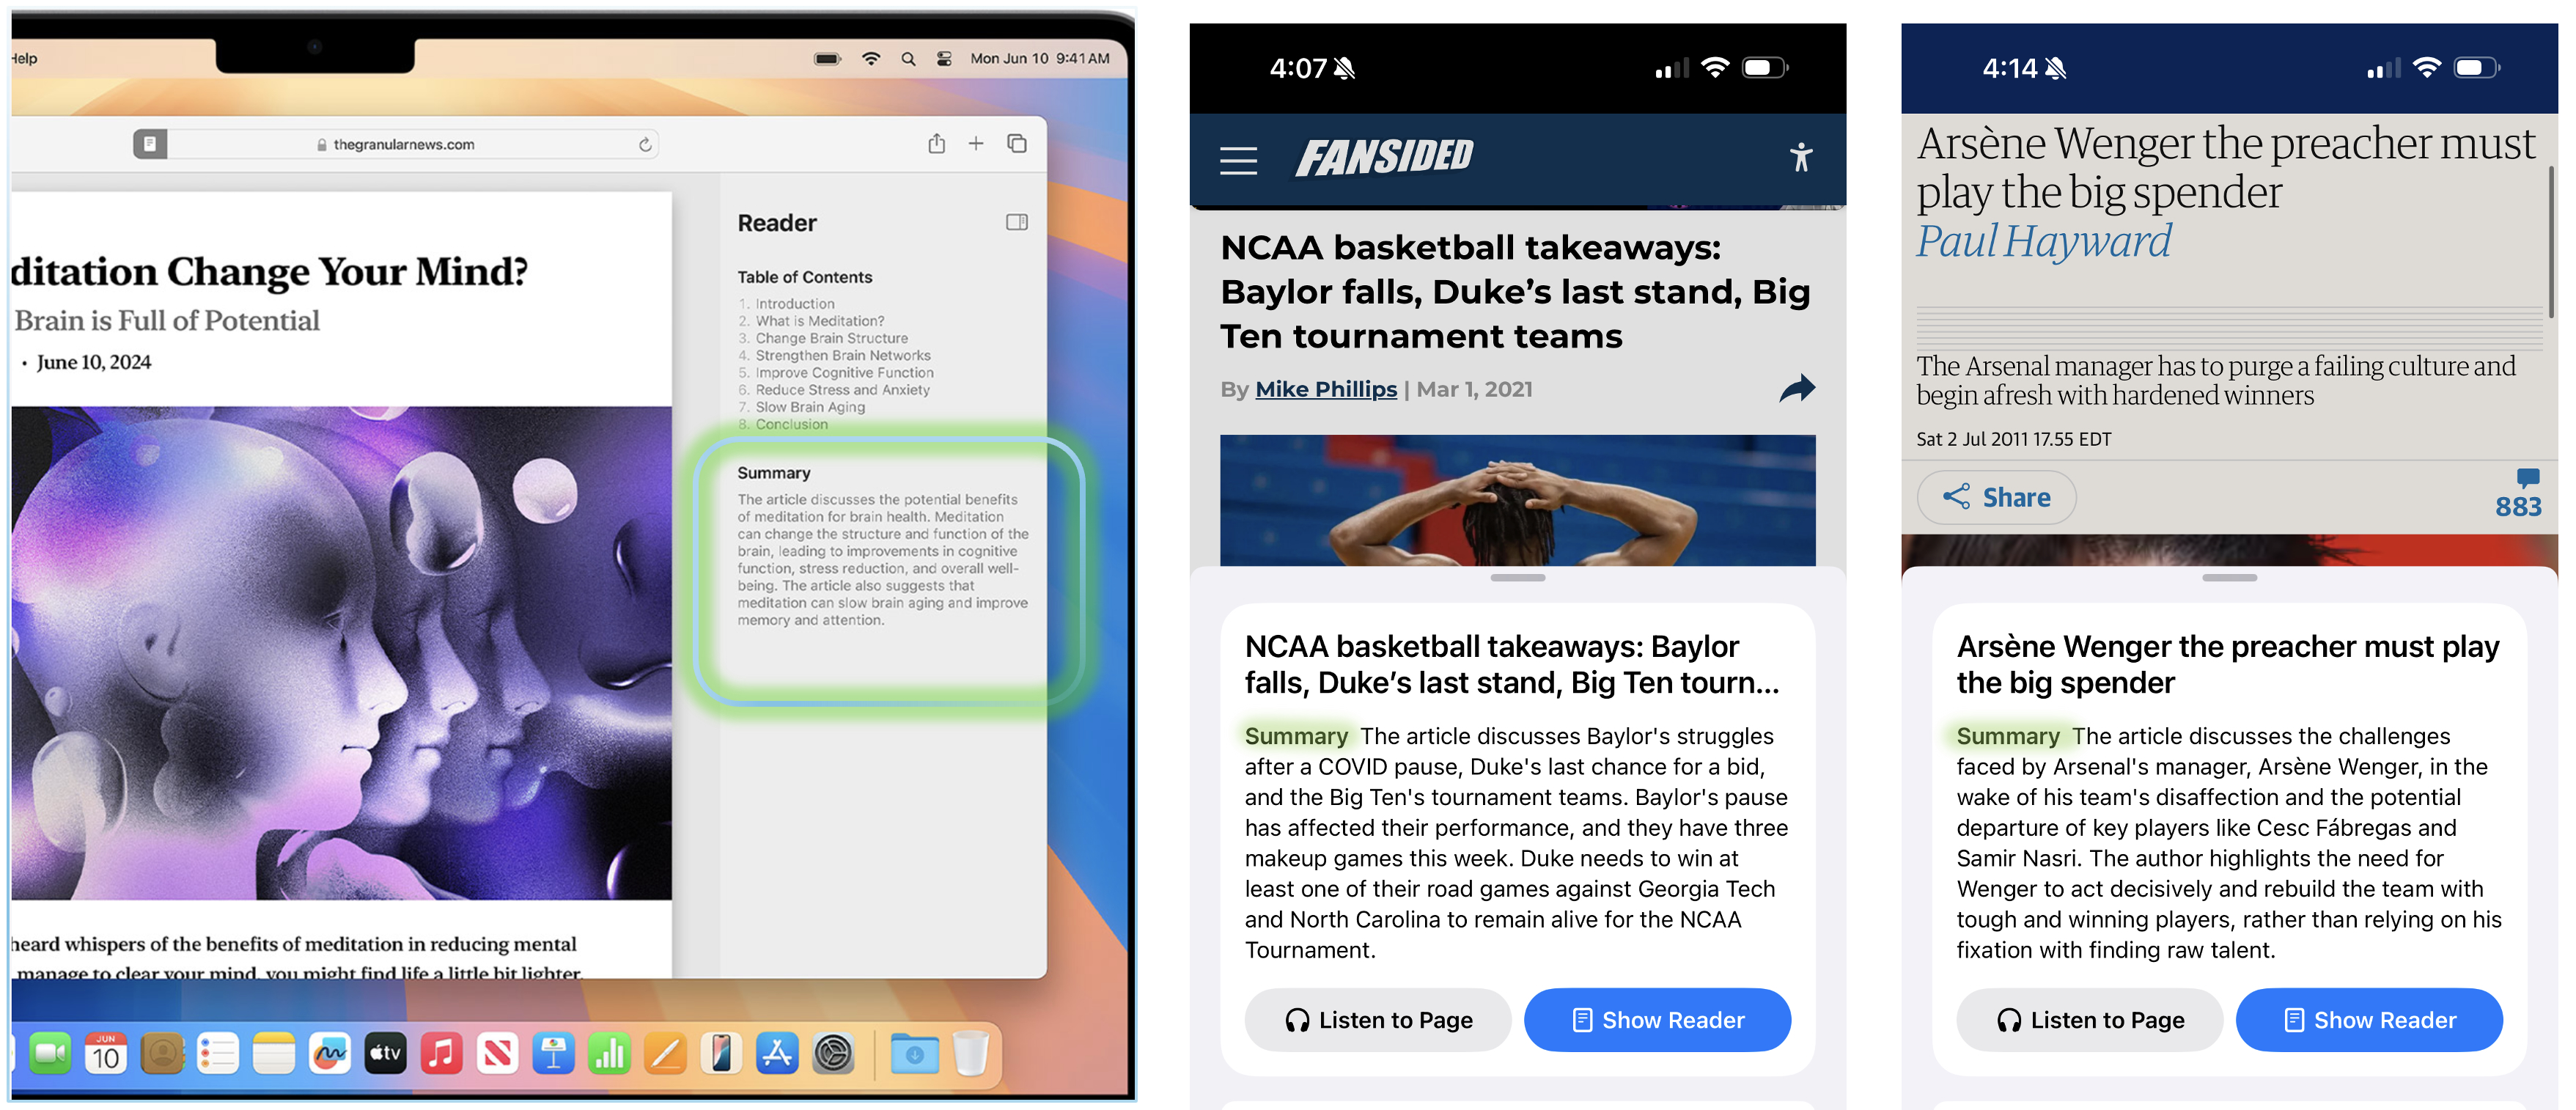 Help
Mon Jun 10 9:41 AM
thegranularnews.com
ditation Change Your Mind?
Brain is Full of Potential
• June 10, 2024
heard whispers of the benefits of meditation in reducing mental
manage to clear your mind, you might find life a little bit lighter.
Reader
Table of Contents
1. Introduction
2. What is Meditation?
3. Change Brain Structure
4. Strengthen Brain Networks
5. Improve Cognitive Function
6. Reduce Stress and Anxiety
7. Slow Brain Aging
8. Conclusion
Summary
The article discusses the potential benefits
of meditation for brain health. Meditation
can change the structure and function of the
brain, leading to improvements in cognitive
function, stress reduction, and overall well-
being. The article also suggests that
meditation can slow brain aging and improve
memory and attention.
JUN
10
tv
4:07
FANSIDED
NCAA basketball takeaways:
Baylor falls, Duke’s last stand, Big
Ten tournament teams
By Mike Phillips | Mar 1, 2021
NCAA basketball takeaways: Baylor
falls, Duke’s last stand, Big Ten tourn...
Summary The article discusses Baylor's struggles
after a COVID pause, Duke's last chance for a bid,
and the Big Ten's tournament teams. Baylor's pause
has affected their performance, and they have three
makeup games this week. Duke needs to win at
least one of their road games against Georgia Tech
and North Carolina to remain alive for the NCAA
Tournament.
Listen to Page
Show Reader
4:14
Arsène Wenger the preacher must
play the big spender
Paul Hayward
The Arsenal manager has to purge a failing culture and
begin afresh with hardened winners
Sat 2 Jul 2011 17.55 EDT
Share
883
Arsène Wenger the preacher must play
the big spender
Summary The article discusses the challenges
faced by Arsenal's manager, Arsène Wenger, in the
wake of his team's disaffection and the potential
departure of key players like Cesc Fábregas and
Samir Nasri. The author highlights the need for
Wenger to act decisively and rebuild the team with
tough and winning players, rather than relying on his
fixation with finding raw talent.
Listen to Page
Show Reader